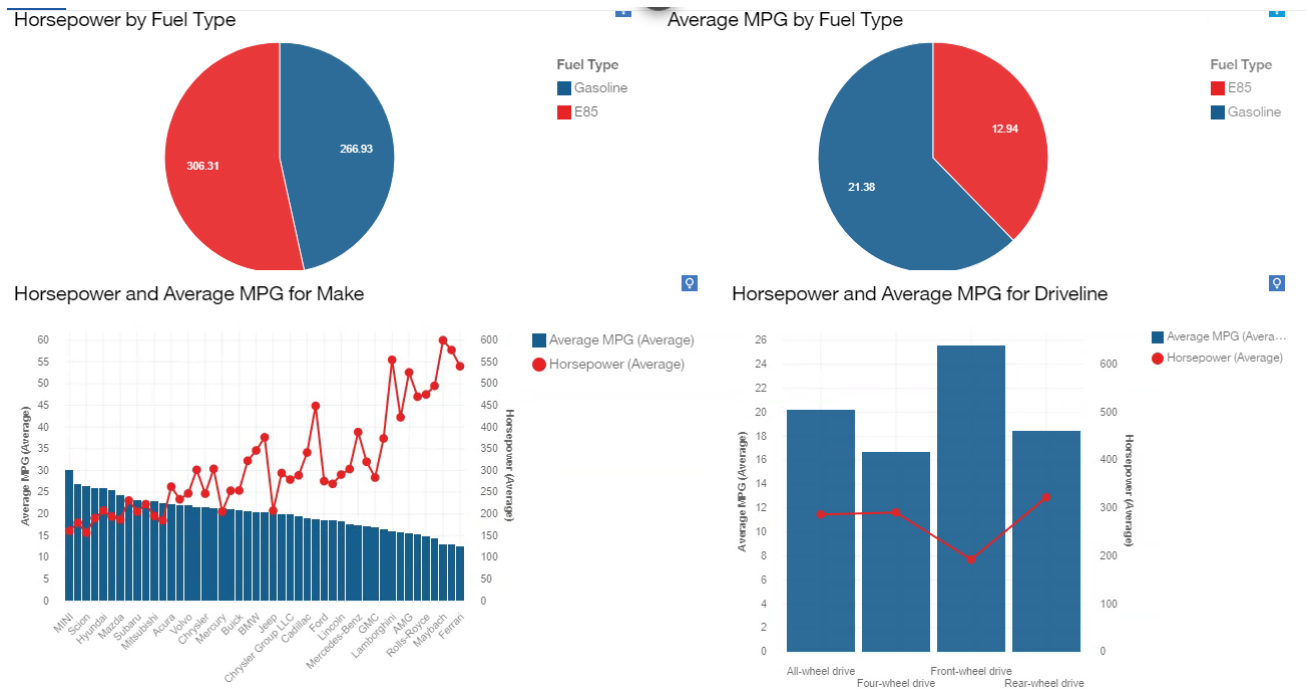 Horsepower by Fuel Type
Fuel Type
Gasoline
E85
306.31
266.93
Average MPG by Fuel Type
Fuel Type
E85
Gasoline
12.94
21.38
Horsepower and Average MPG for Make
Average MPG (Average)
Horsepower (Average)
Average MPG (Average)
60
55
50
45
40
35
30
25
20
15
10
5
0
600
550
500
450
400
350
300
250
200
150
100
50
0
Horsepower (Average)
MINI
Scion
Hyundai
Mazda
Subaru
Mitsubishi
Acura
Volvo
Chrysler
Mercury
Buick
BMW
Jeep
Chrysler Group LLC
Cadillac
Ford
Lincoln
Mercedes-Benz
GMC
Lamborghini
AMG
Rolls-Royce
Maybach
Ferrari
Horsepower and Average MPG for Driveline
Average MPG (Avera...
Horsepower (Average)
Average MPG (Average)
26
24
22
20
18
16
14
12
10
8
6
4
2
0
600
500
400
300
200
100
0
Horsepower (Average)
All-wheel drive
Four-wheel drive
Front-wheel drive
Rear-wheel drive